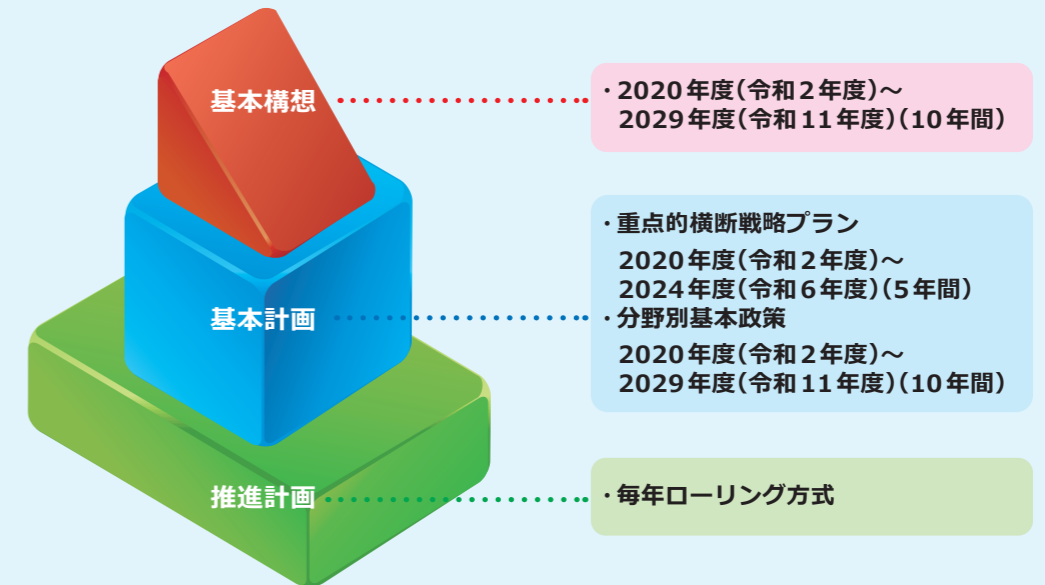 基本構想
・2020年度(令和2年度)～
2029年度(令和11年度)(10年間)
基本計画
・重点的横断戦略プラン
2020年度(令和2年度)～
2024年度(令和6年度)(5年間)
・分野別基本政策
2020年度(令和2年度)～
2029年度(令和11年度)(10年間)
推進計画
・毎年ローリング方式